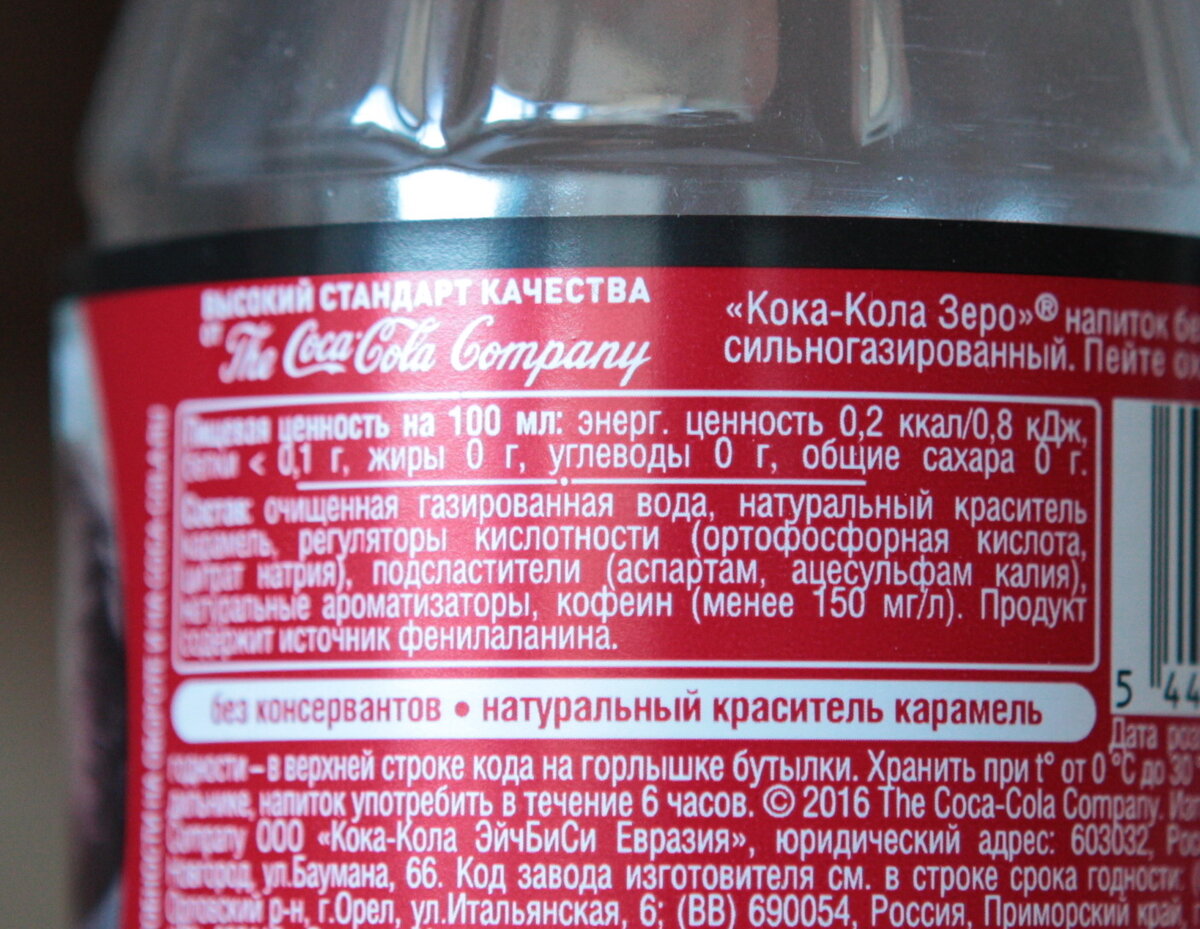 ВЫСОКИЙ СТАНДАРТ КАЧЕСТВА
от The Coca-Cola Company
«Кока-Кола Зеро»® напиток
сильногазированный. Пейте
Пищевая ценность на 100 мл: энерг. ценность 0,2 ккал/0,8 кДж,
белки < 0,1 г, жиры 0 г, углеводы 0 г, общие сахара 0 г.
Состав: очищенная газированная вода, натуральный краситель
карамель, регуляторы кислотности (ортофосфорная кислота,
цитрат натрия), подсластители (аспартам, ацесульфам калия),
натуральные ароматизаторы, кофеин (менее 150 мг/л). Продукт
содержит источник фенилаланина.
без консервантов • натуральный краситель карамель
5 44
Дата
годности – в верхней строке кода на горлышке бутылки. Хранить при t° от 0 °C до 30
напиток употребить в течение 6 часов. © 2016 The Coca-Cola Company.
Company ООО «Кока-Кола ЭйчБиСи Евразия», юридический адрес: 603032,
Новгород, ул.Баумана, 66. Код завода изготовителя см. в строке срока годности:
р-н, г.Орел, ул.Итальянская, 6; (BB) 690054, Россия, Приморский край,